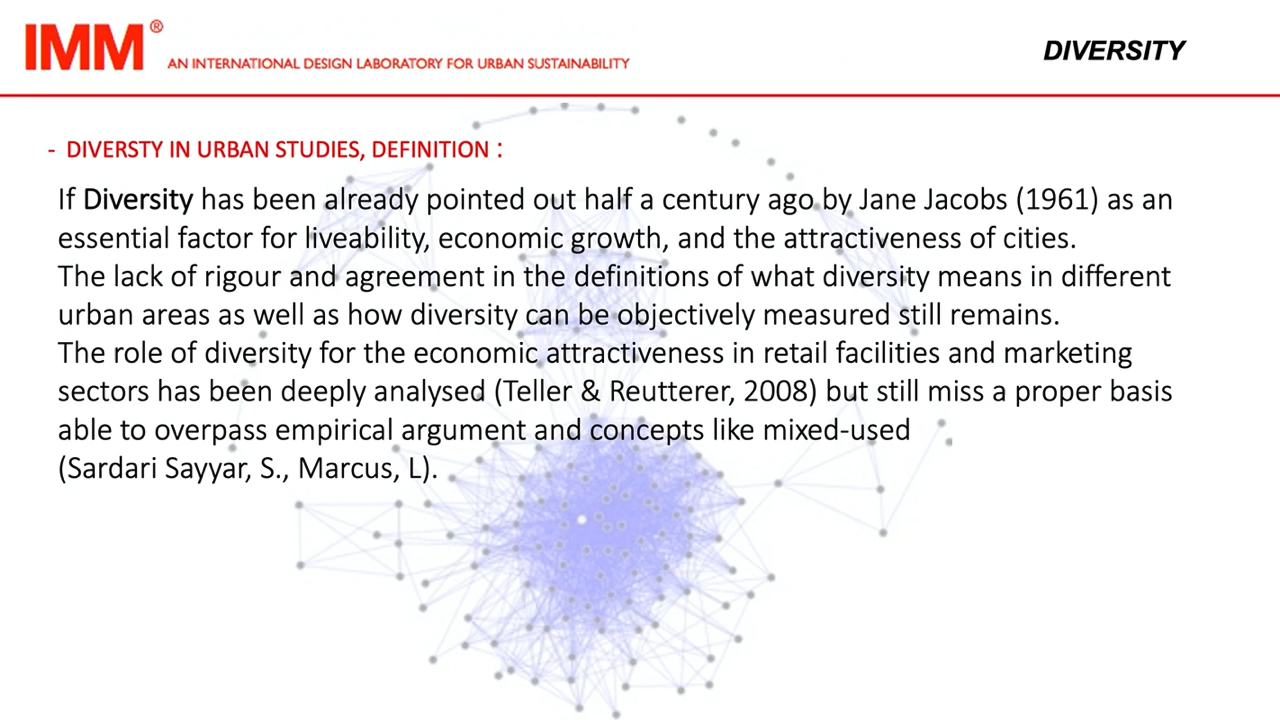 IMM®
AN INTERNATIONAL DESIGN LABORATORY FOR URBAN SUSTAINABILITY
DIVERSITY
- DIVERSTY IN URBAN STUDIES, DEFINITION :
If Diversity has been already pointed out half a century ago by Jane Jacobs (1961) as an
essential factor for liveability, economic growth, and the attractiveness of cities.
The lack of rigour and agreement in the definitions of what diversity means in different
urban areas as well as how diversity can be objectively measured still remains.
The role of diversity for the economic attractiveness in retail facilities and marketing
sectors has been deeply analysed (Teller & Reutterer, 2008) but still miss a proper basis
able to overpass empirical argument and concepts like mixed-used
(Sardari Sayyar, S., Marcus, L).